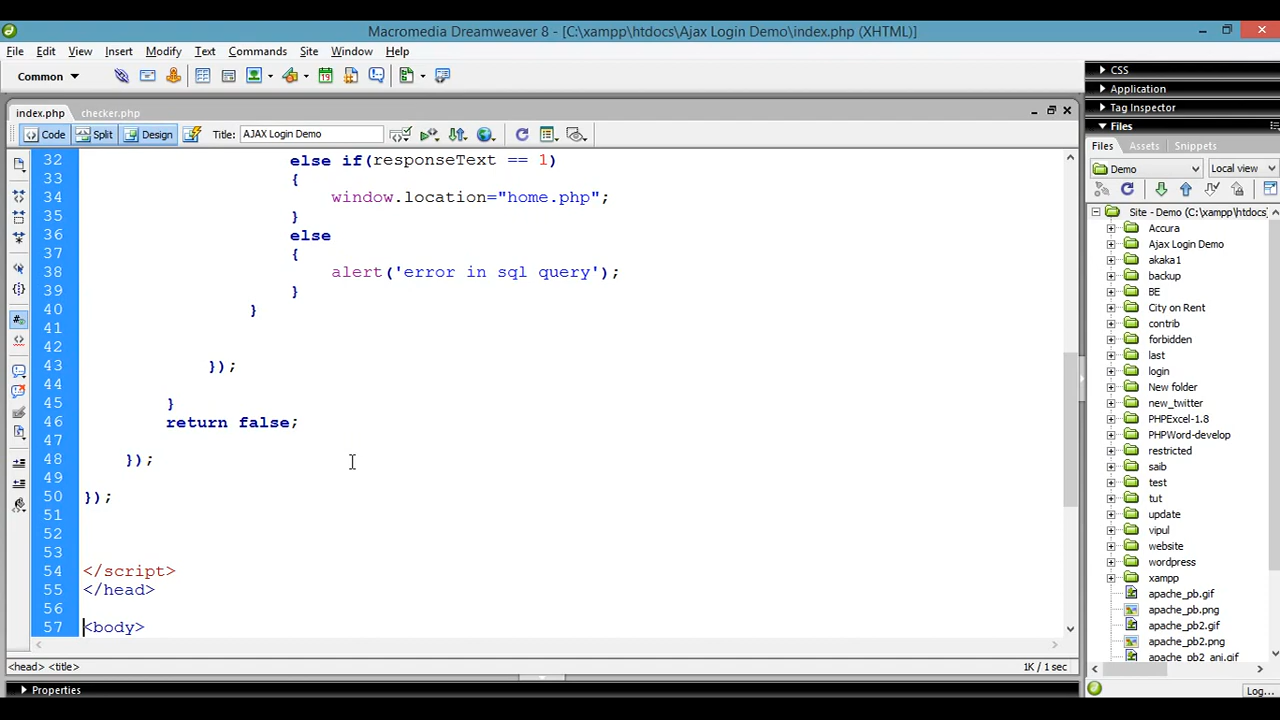 Macromedia Dreamweaver 8 - [C:\xampp\htdocs\Ajax Login Demo\index.php (XHTML)]
File Edit View Insert Modify Text Commands Site Window Help
Common
index.php checker.php
Code Split Design Title: AJAX Login Demo
32 else if(responseText == 1)
33 {
34 window.location="home.php";
35 }
36 else
37 {
38 alert('error in sql query');
39 }
40 }
41
42
43 });
44
45 }
46 return false;
47
48 });
49
50 });
51
52
53
54 </script>
55 </head>
56
57 <body>
<head> <title> 1K / 1 sec
Properties
CSS
Application
Tag Inspector
Files
Files Assets Snippets
Demo Local view
Site - Demo (C:\xampp\htdocs)
Accura
Ajax Login Demo
akaka1
backup
BE
City on Rent
contrib
forbidden
last
login
New folder
new_twitter
PHPExcel-1.8
PHPWord-develop
restricted
saib
test
tut
update
vipul
website
wordpress
xampp
apache_pb.gif
apache_pb.png
apache_pb2.gif
apache_pb2.png
apache_pb2_ani.gif
Log...